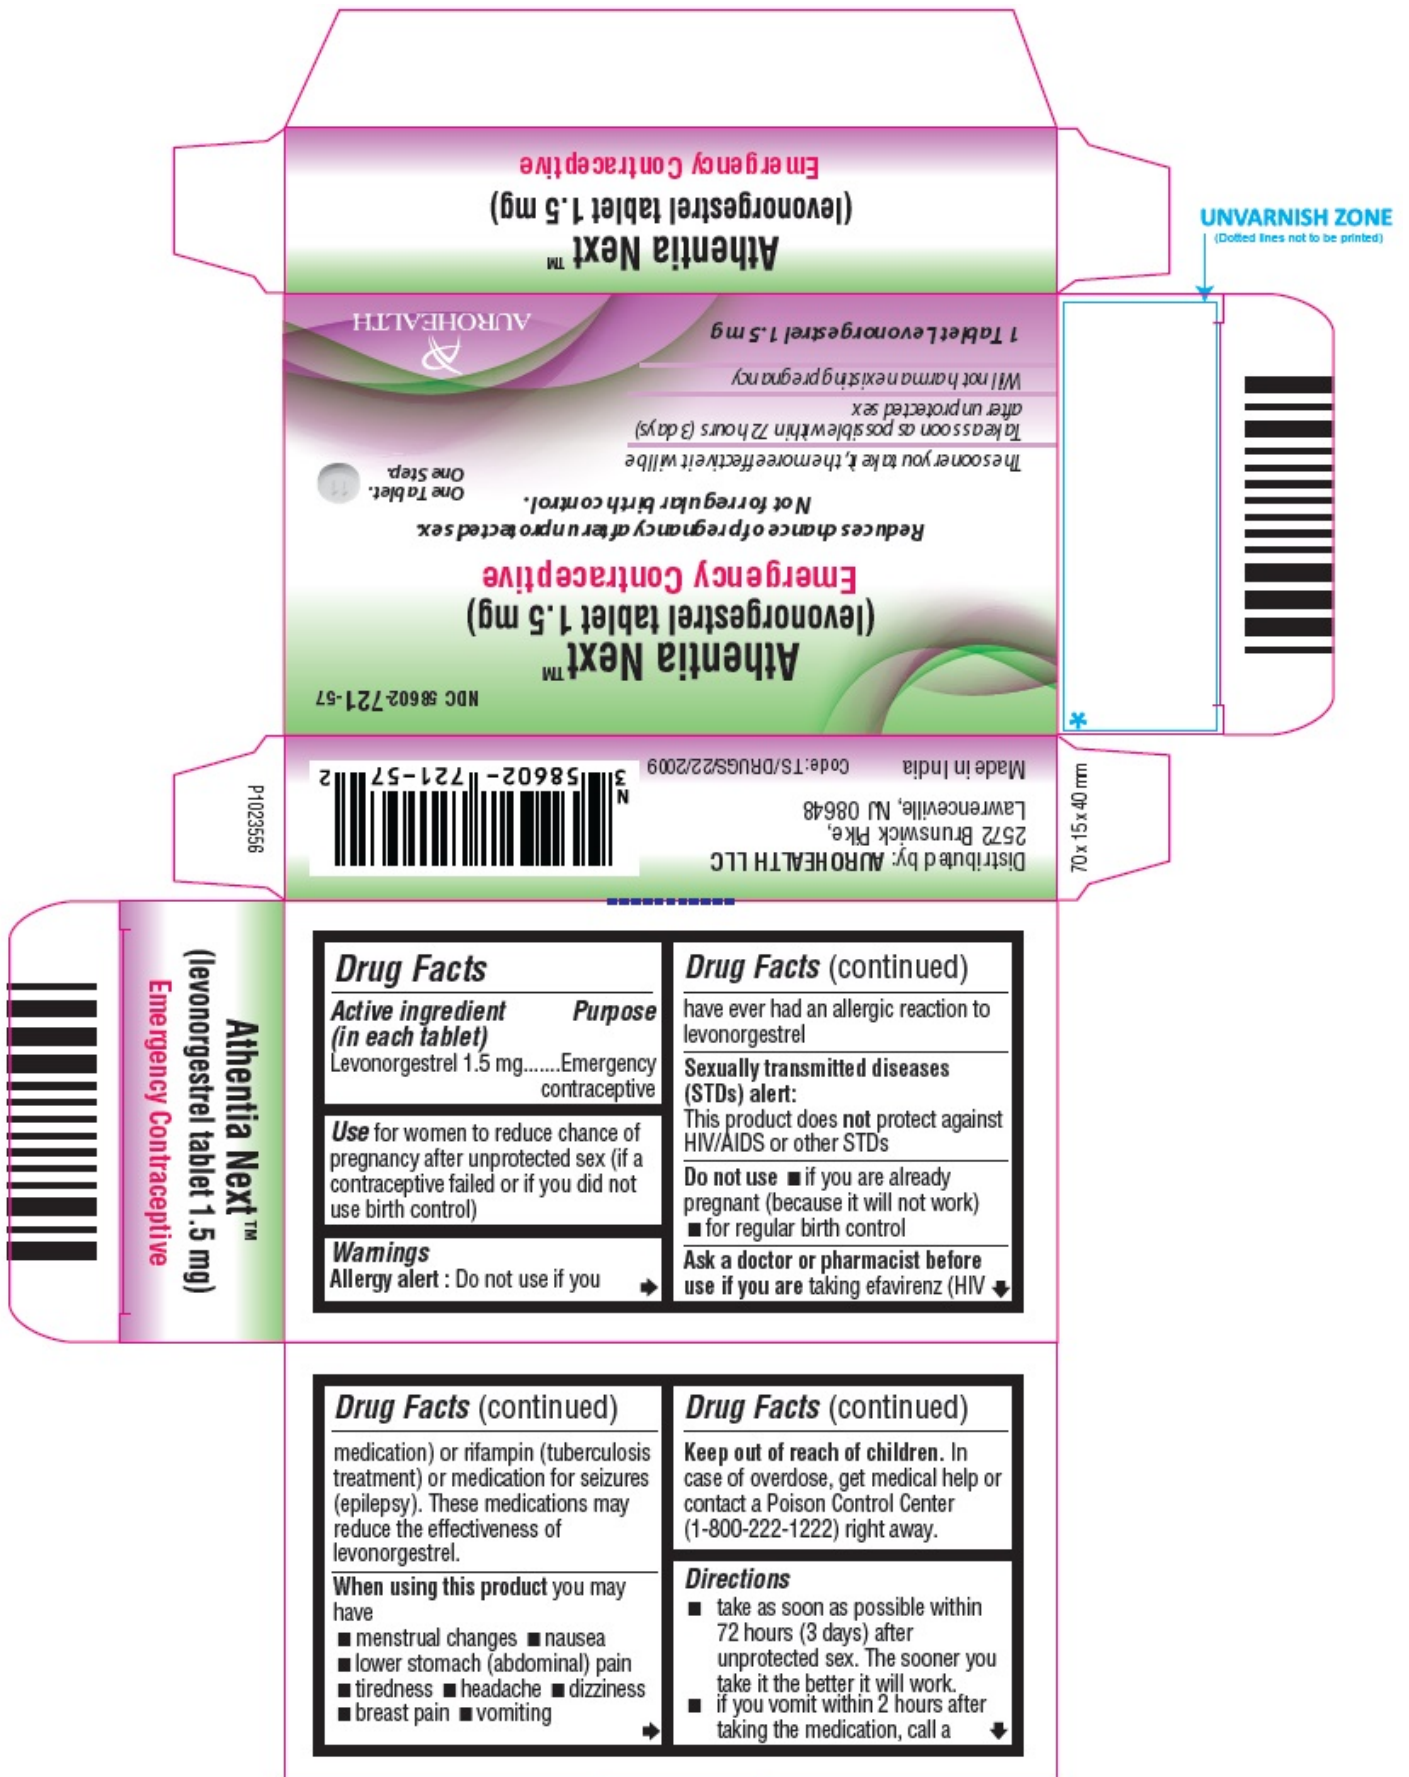 Athentia Next™
(levonorgestrel tablet 1.5 mg)
Emergency Contraceptive
UNVARNISH ZONE
(Dotted lines not to be printed)
NDC 58602-721-57
Athentia Next™
(levonorgestrel tablet 1.5 mg)
Emergency Contraceptive
Reduces chance of pregnancy after unprotected sex.
Not for regular birth control.
One Tablet.
One Step.
11
The sooner you take it, the more effective it will be
Take as soon as possible within 72 hours (3 days)
after unprotected sex
Will not harm an existing pregnancy
1 Tablet Levonorgestrel 1.5 mg
AUROHEALTH
*
Distributed by: AUROHEALTH LLC
2572 Brunswick Pike,
Lawrenceville, NJ 08648
Made in India Code: TS/DRUGS/22/2009
N
3 58602-721-57 2
P1023556
70 x 15 x 40 mm
Athentia Next™
(levonorgestrel tablet 1.5 mg)
Emergency Contraceptive
Drug Facts
Active ingredient Purpose
(in each tablet)
Levonorgestrel 1.5 mg.......Emergency
contraceptive
Use for women to reduce chance of
pregnancy after unprotected sex (if a
contraceptive failed or if you did not
use birth control)
Warnings
Allergy alert : Do not use if you
Drug Facts (continued)
have ever had an allergic reaction to
levonorgestrel
Sexually transmitted diseases
(STDs) alert:
This product does not protect against
HIV/AIDS or other STDs
Do not use ■ if you are already
pregnant (because it will not work)
■ for regular birth control
Ask a doctor or pharmacist before
use if you are taking efavirenz (HIV
Drug Facts (continued)
medication) or rifampin (tuberculosis
treatment) or medication for seizures
(epilepsy). These medications may
reduce the effectiveness of
levonorgestrel.
When using this product you may
have
■ menstrual changes ■ nausea
■ lower stomach (abdominal) pain
■ tiredness ■ headache ■ dizziness
■ breast pain ■ vomiting
Drug Facts (continued)
Keep out of reach of children. In
case of overdose, get medical help or
contact a Poison Control Center
(1-800-222-1222) right away.
Directions
■ take as soon as possible within
72 hours (3 days) after
unprotected sex. The sooner you
take it the better it will work.
■ if you vomit within 2 hours after
taking the medication, call a